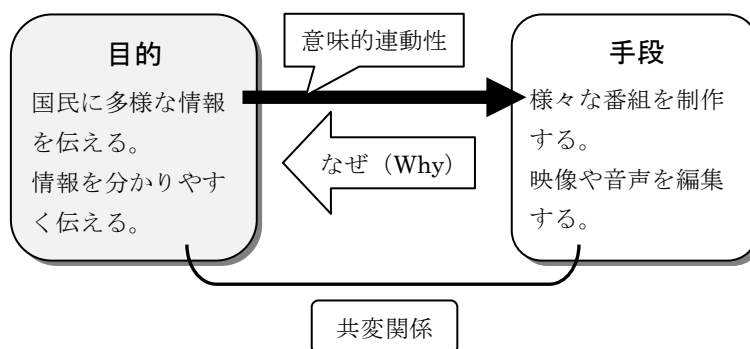 意味的連動性
目的
国民に多様な情報
を伝える。
情報を分かりやす
く伝える。
なぜ（Why）
手段
様々な番組を制作
する。
映像や音声を編集
する。
共変関係